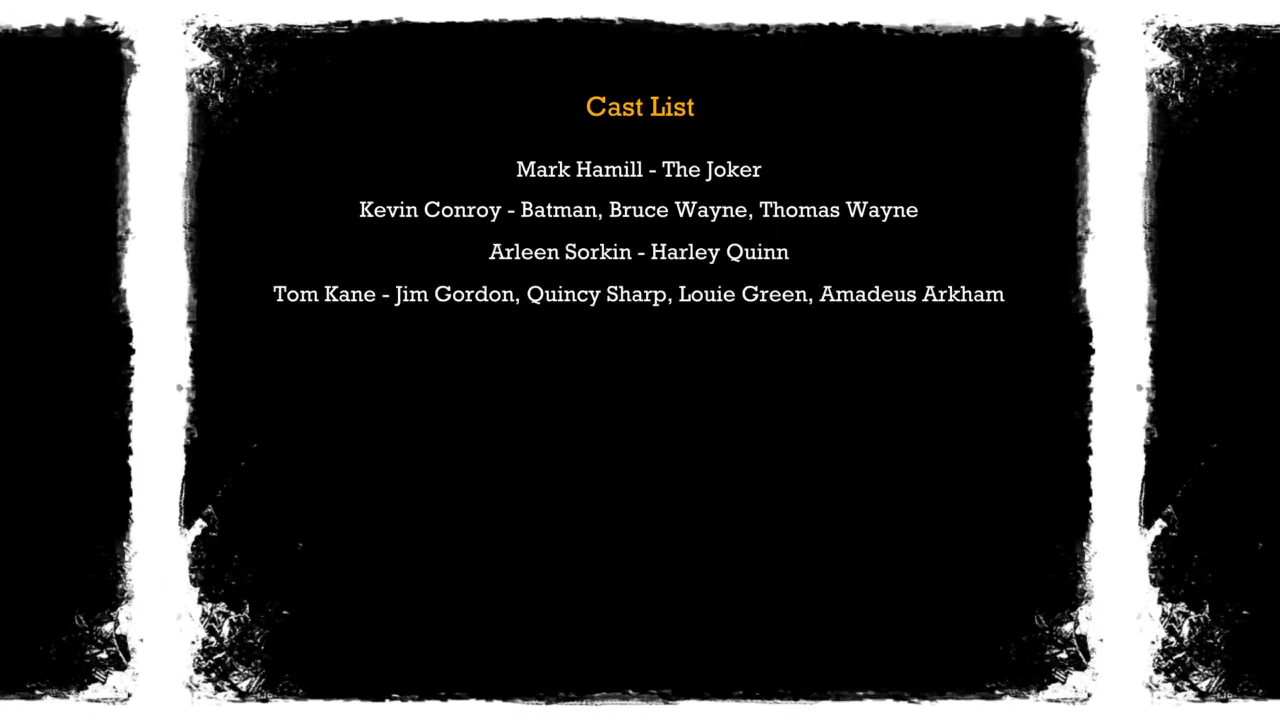 Cast List
Mark Hamill - The Joker
Kevin Conroy - Batman, Bruce Wayne, Thomas Wayne
Arleen Sorkin - Harley Quinn
Tom Kane - Jim Gordon, Quincy Sharp, Louie Green, Amadeus Arkham